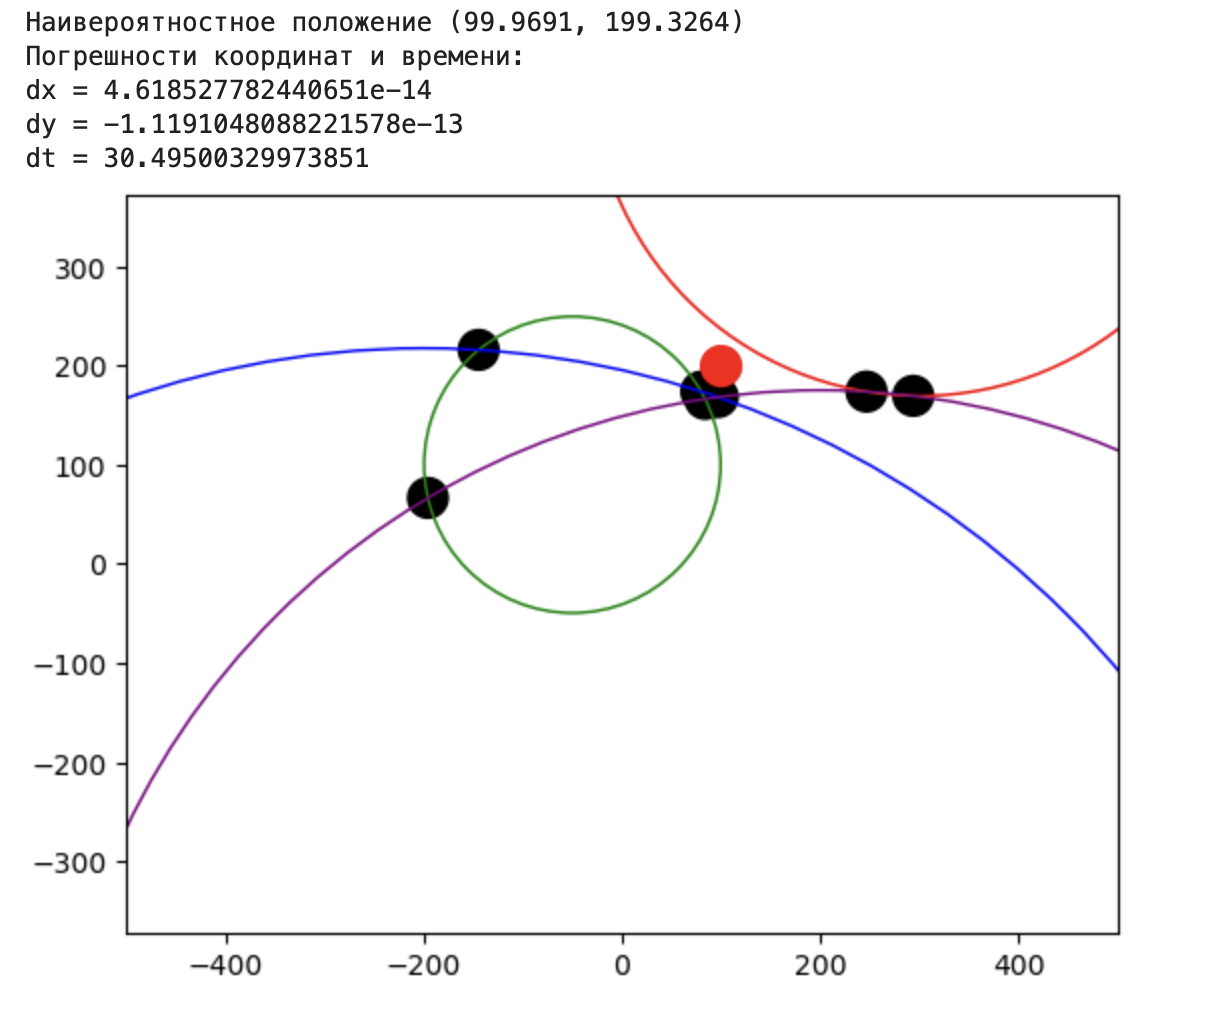 Наивероятностное положение (99.9691, 199.3264)
Погрешности координат и времени:
dx = 4.618527782440651e-14
dy = -1.1191048088221578e-13
dt = 30.49500329973851
300
200
100
0
−100
−200
−300
−400 −200 0 200 400